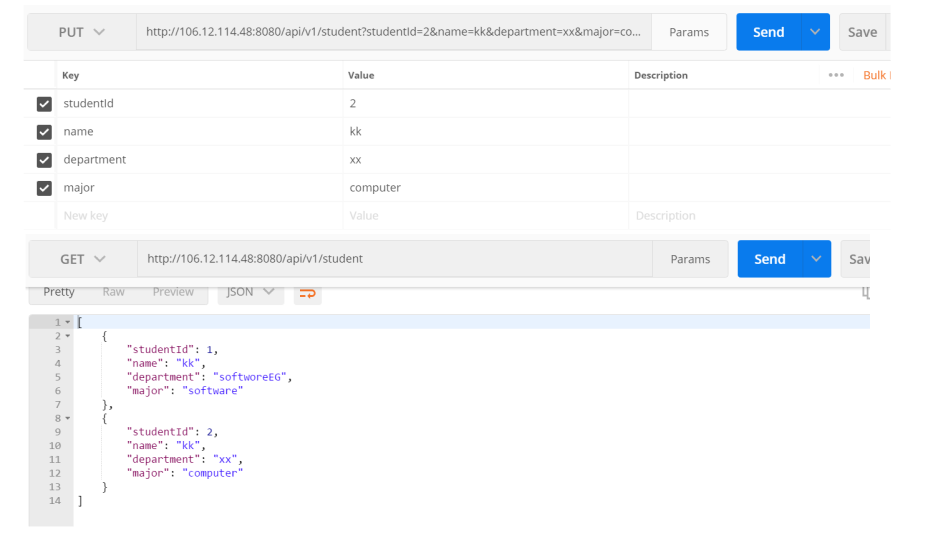 PUT http://106.12.114.48:8080/api/v1/student?studentId=2&name=kk&department=xx&major=co... Params Send Save
Key Value Description ••• Bulk
studentId 2
name kk
department xx
major computer
New key Value Description
GET http://106.12.114.48:8080/api/v1/student Params Send Sav
Pretty Raw Preview JSON
1 [
2 {
3 "studentId": 1,
4 "name": "kk",
5 "department": "softworeEG",
6 "major": "software"
7 },
8 {
9 "studentId": 2,
10 "name": "kk",
11 "department": "xx",
12 "major": "computer"
13 }
14 ]